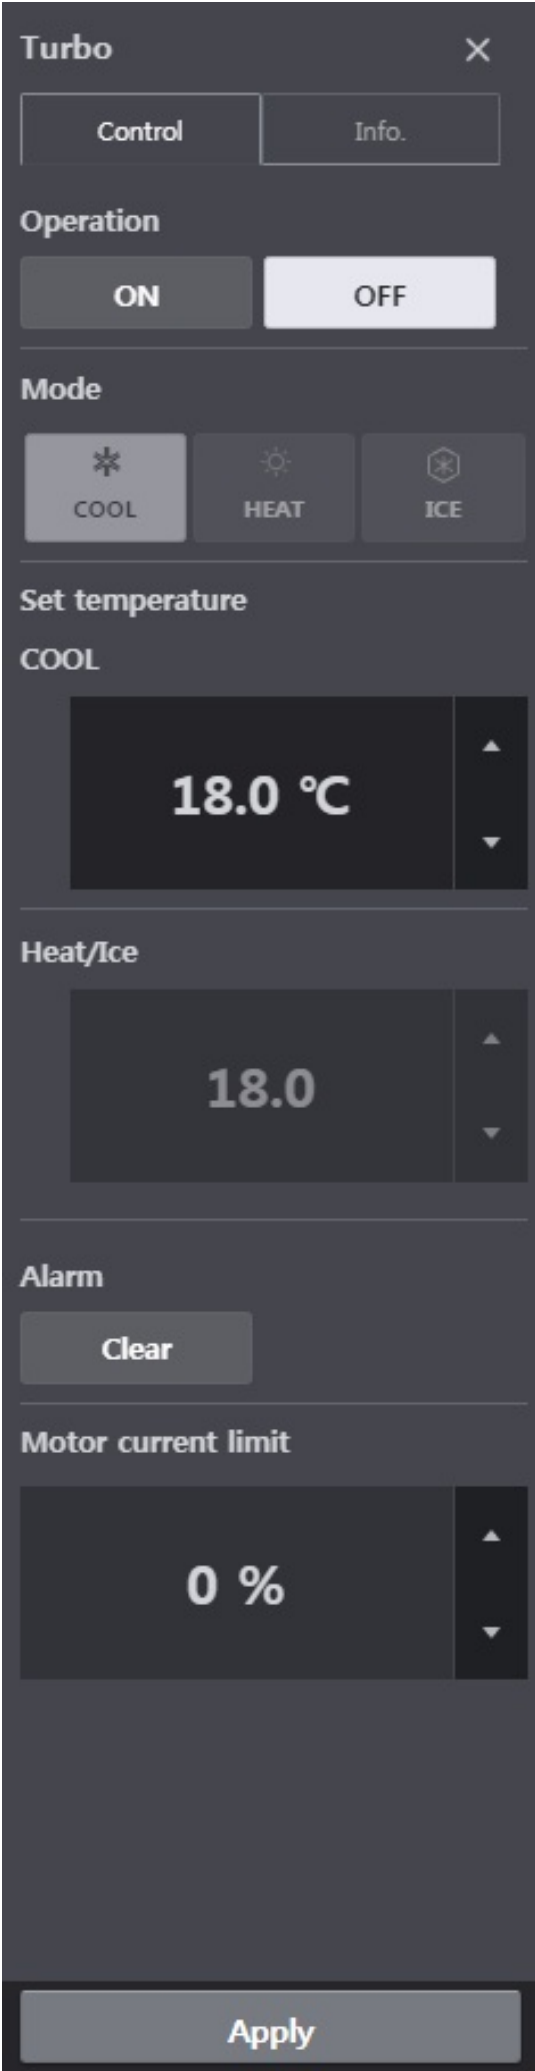 Turbo
Control Info.
Operation
ON OFF
Mode
COOL HEAT ICE
Set temperature
COOL
18.0 ℃
Heat/Ice
18.0
Alarm
Clear
Motor current limit
0 %
Apply